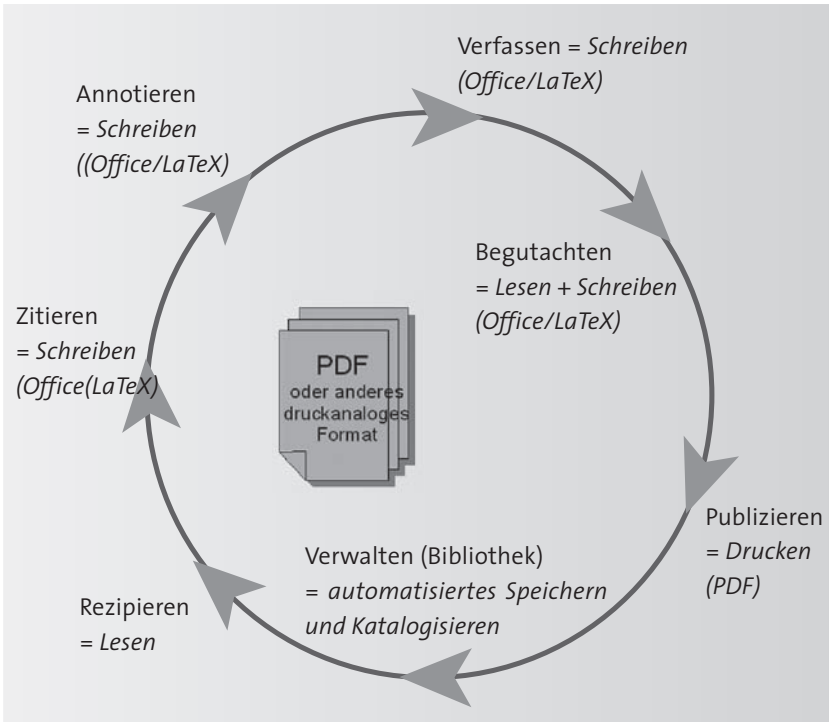 Verfassen = Schreiben
(Office/LaTeX)
Annotieren
= Schreiben
((Office/LaTeX)
Begutachten
= Lesen + Schreiben
(Office/LaTeX)
Zitieren
= Schreiben
(Office(LaTeX)
PDF
oder anderes
druckanaloges
Format
Publizieren
= Drucken
(PDF)
Verwalten (Bibliothek)
= automatisiertes Speichern
und Katalogisieren
Rezipieren
= Lesen